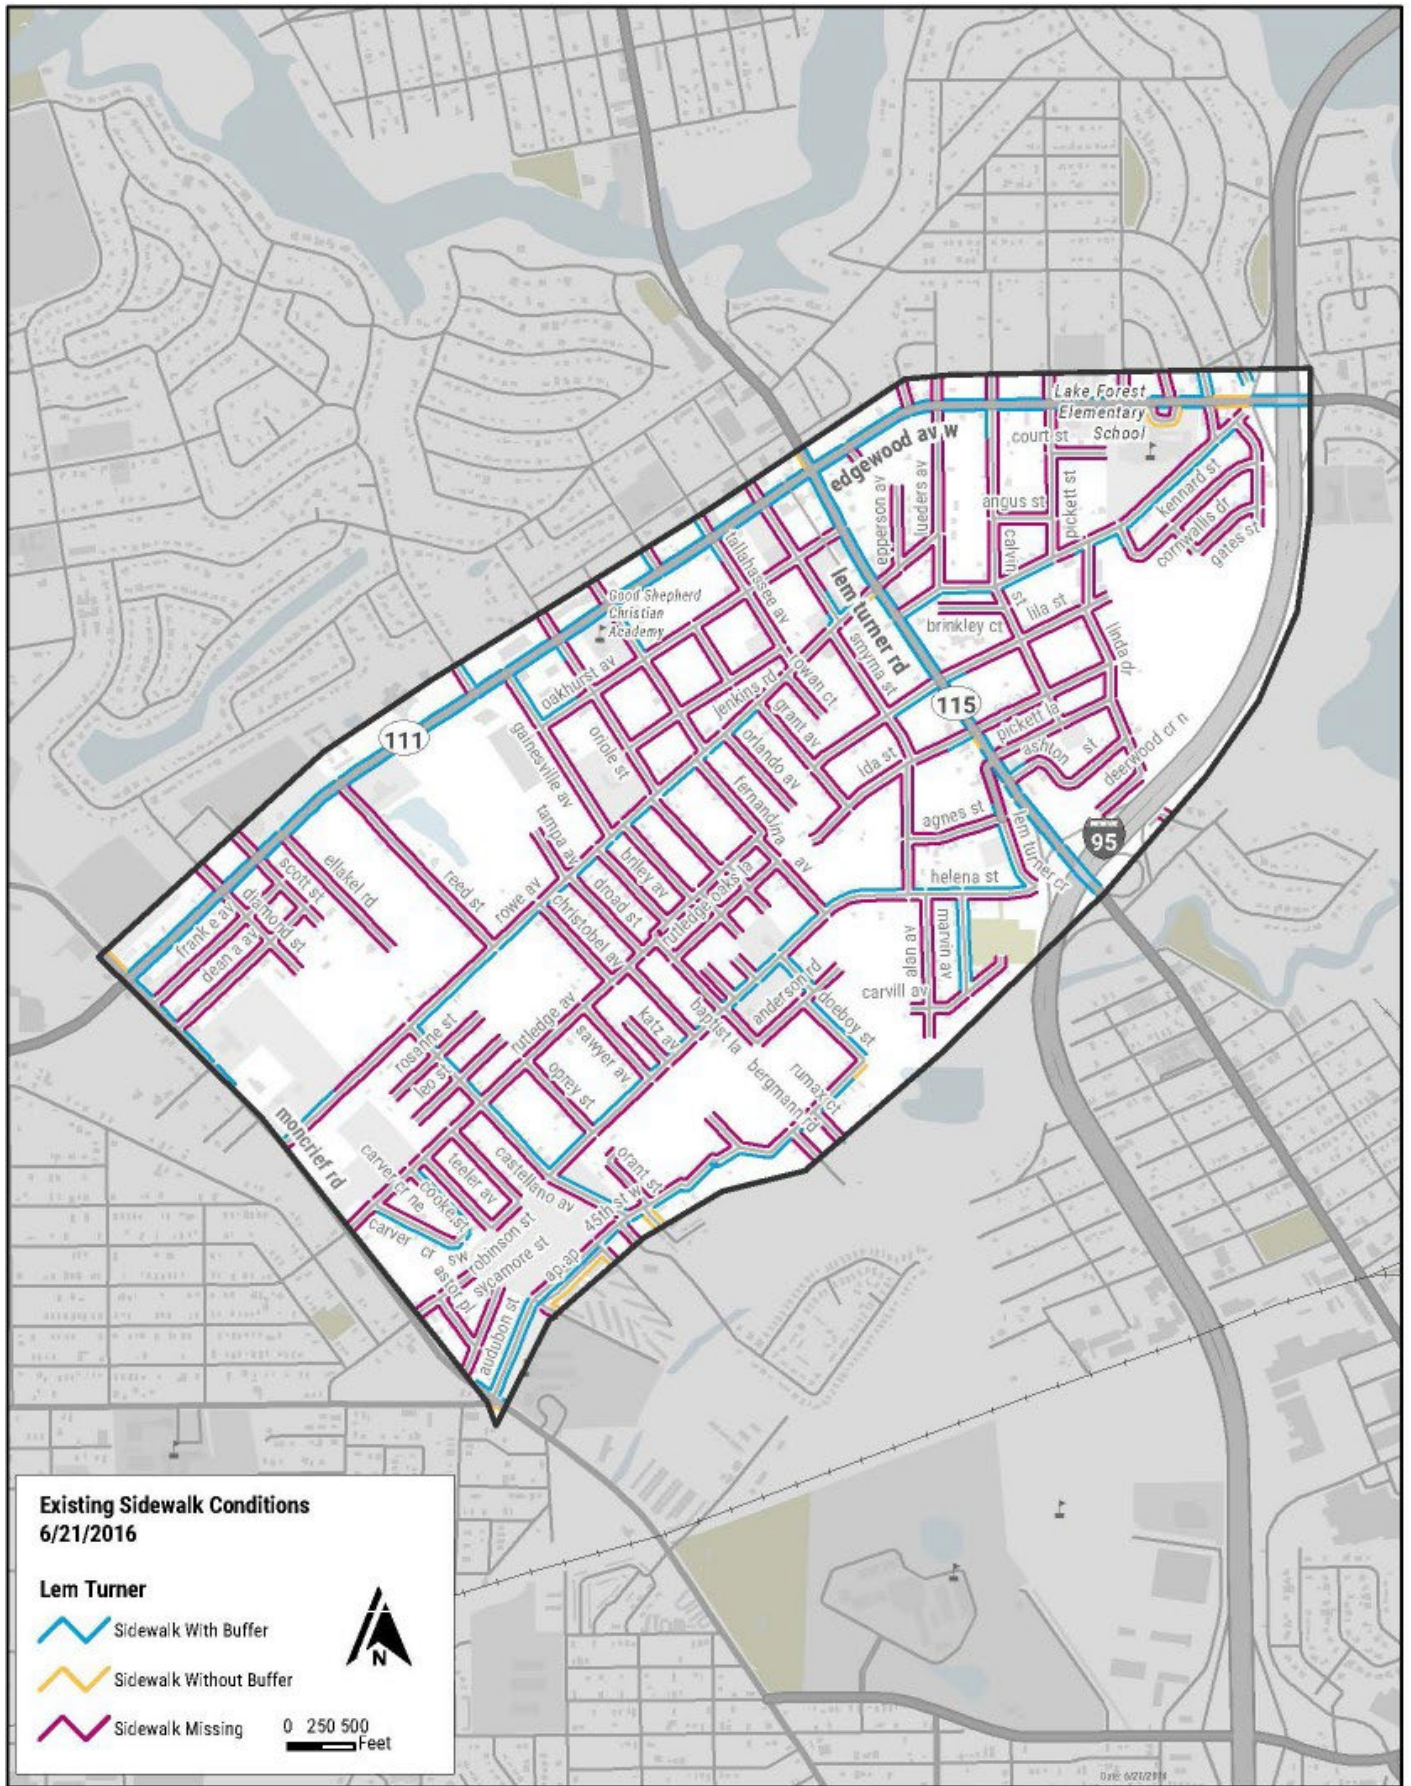 Lake Forest
Elementary
School
edgewood av w
court st
lueders av
epperson av
pickett st
angus st
calvin
st
kennard st
cornwallis dr
gates st
tallahassee av
lem turner rd
Good Shepherd
Christian
Academy
brinkley ct
lila st
linda dr
smyrna st
rowan ct
oakhurst av
jenkins rd
grant av
115
111
pickett la
ashton st
deerwood cr n
gainesville av
oriole st
orlando av
ida st
fernandina av
tampa av
agnes st
lem turner cr
95
briley av
droad st
rutledge oaks la
helena st
scott st
ellakel rd
reed st
rowe av
christobel av
diamond st
frank e av
dean a av
alan av
marvin av
carvill av
anderson rd
doeboy st
baptist la
rutledge av
katz av
sawyer av
rosanne st
leo st
oprey st
bergmann rd
rumax ct
moncrief rd
carver cr ne
teeler av
castellano av
orant st
cooke st
45th st w
carver cr sw
robinson st
sycamore st
astor pl
ap-ap
audubon st
Existing Sidewalk Conditions
6/21/2016
Lem Turner
Sidewalk With Buffer
Sidewalk Without Buffer
Sidewalk Missing
N
0 250 500
Feet
Date: 6/21/2016